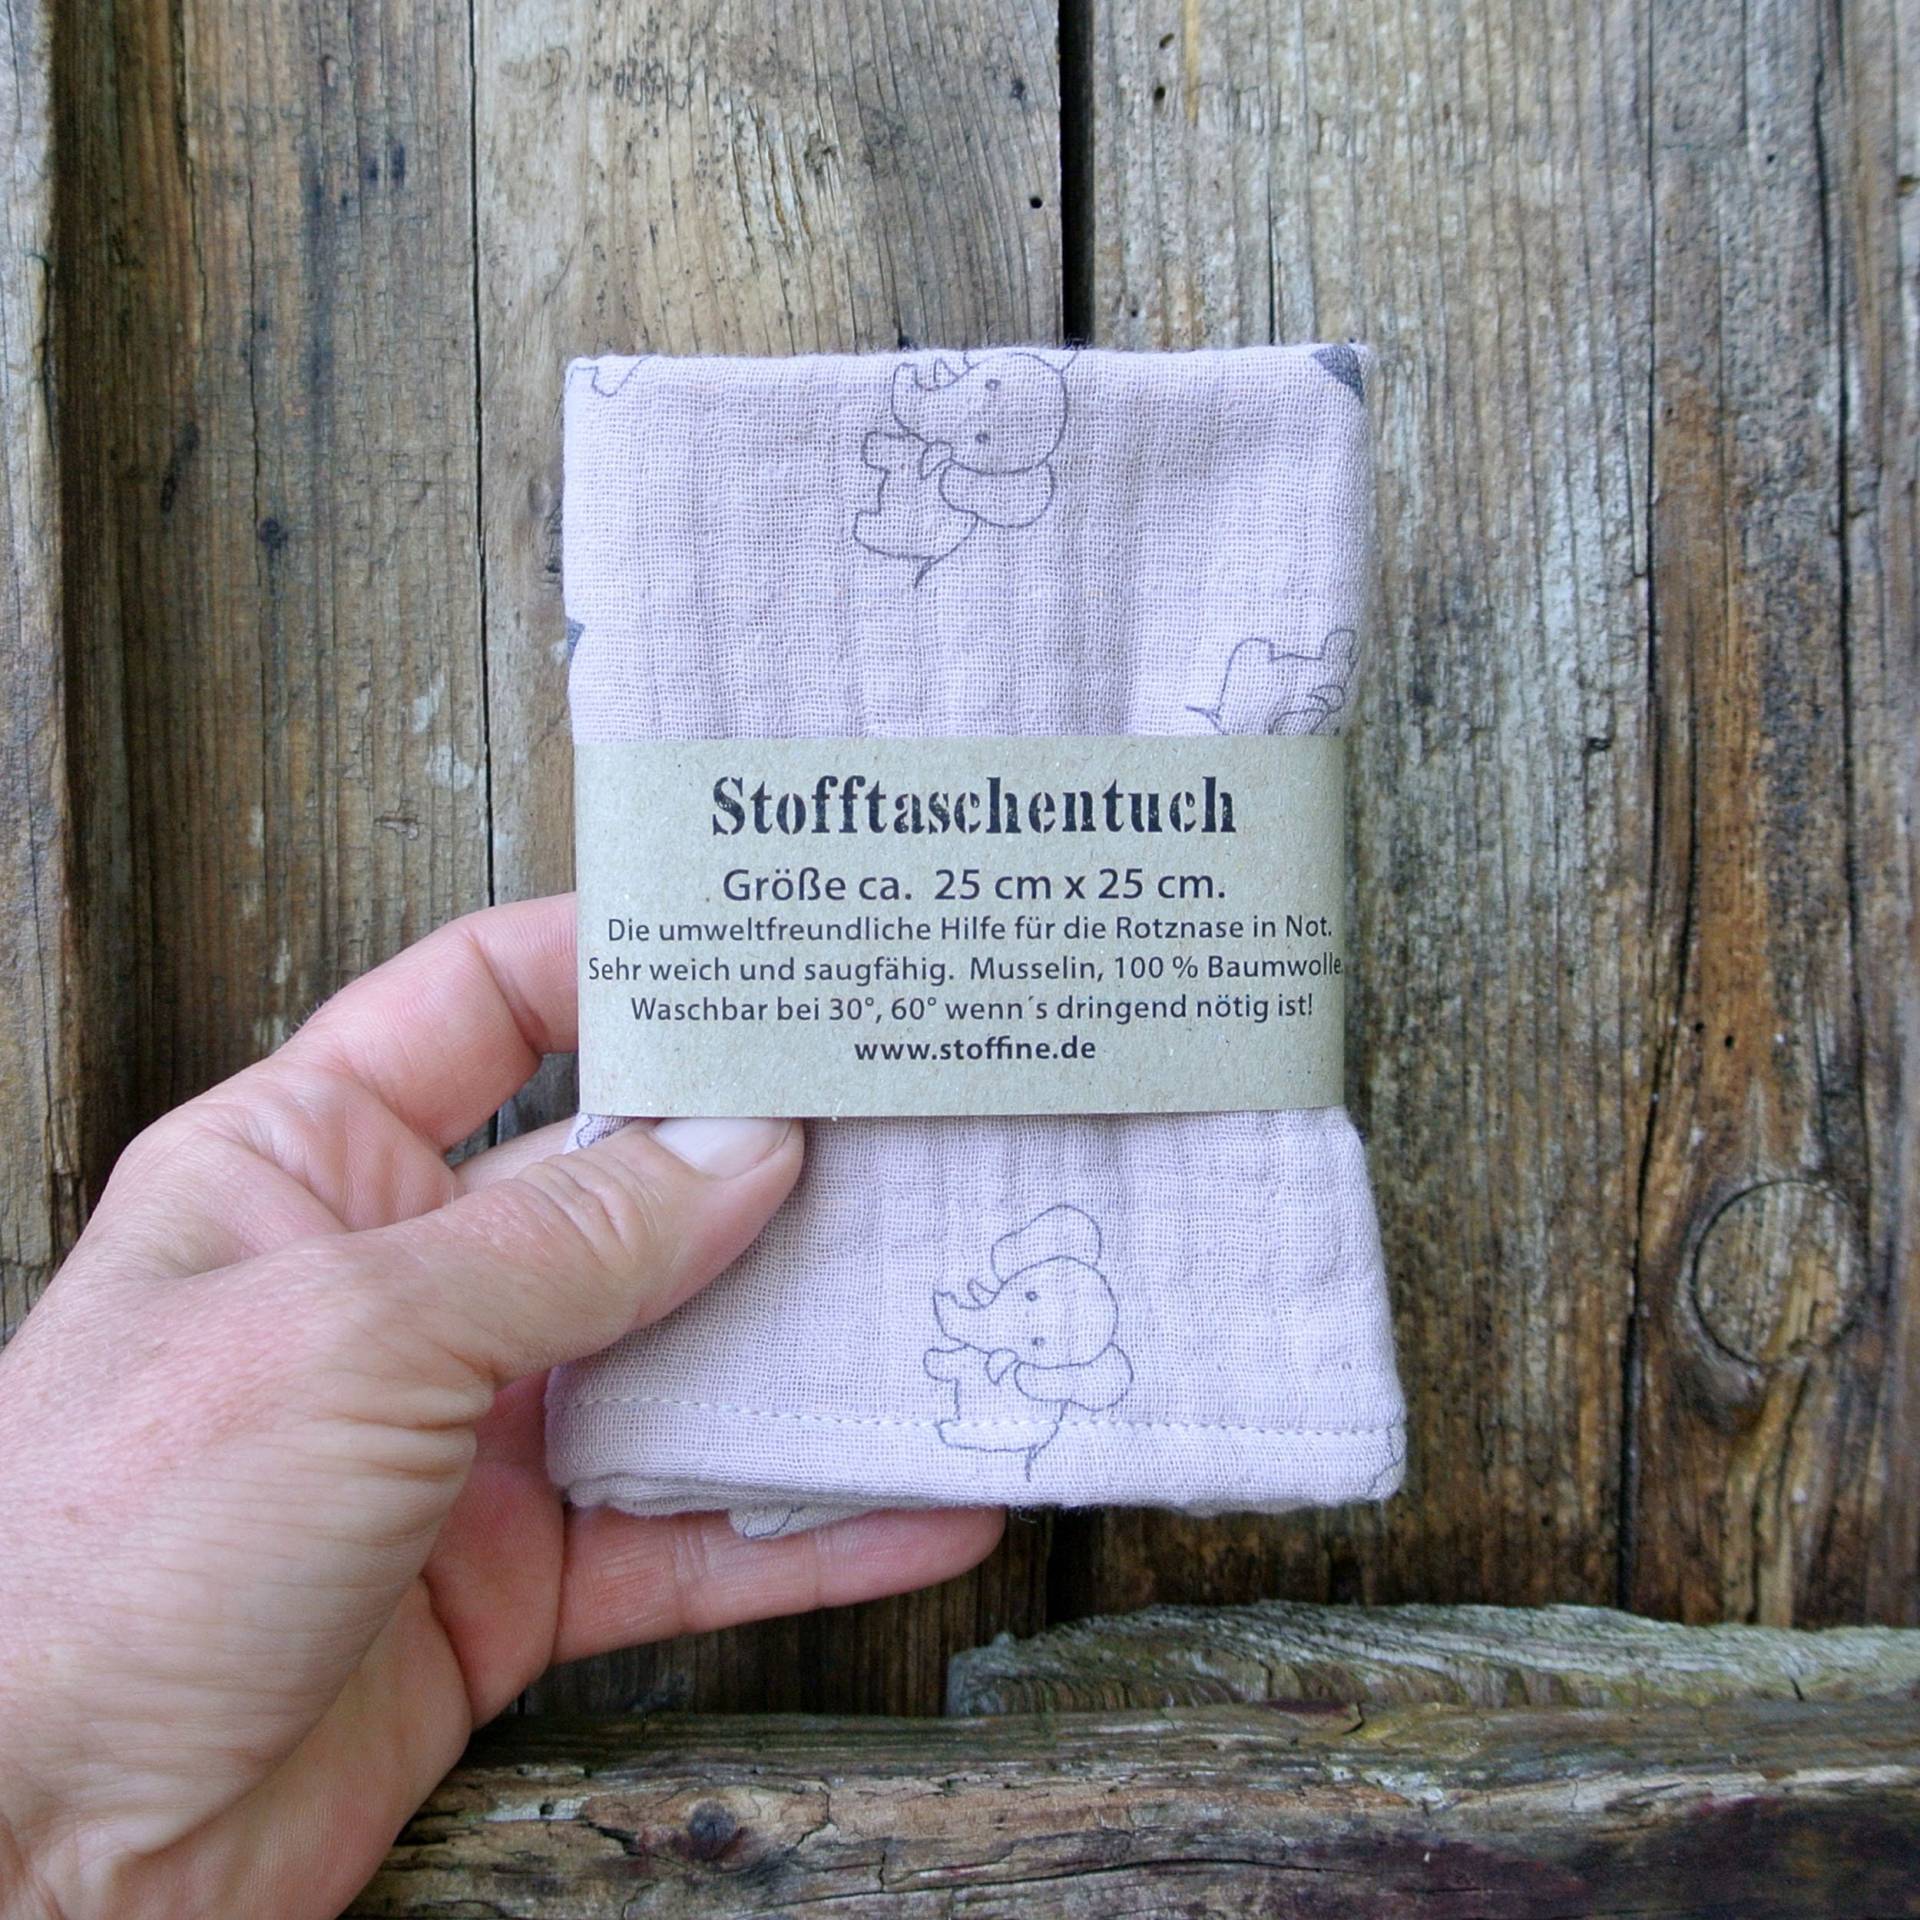 Stofftaschentuch
Größe ca. 25 cm x 25 cm.
Die umweltfreundliche Hilfe für die Rotznase in Not.
Sehr weich und saugfähig. Musselin, 100 % Baumwolle.
Waschbar bei 30°, 60° wenn´s dringend nötig ist!
www.stoffine.de